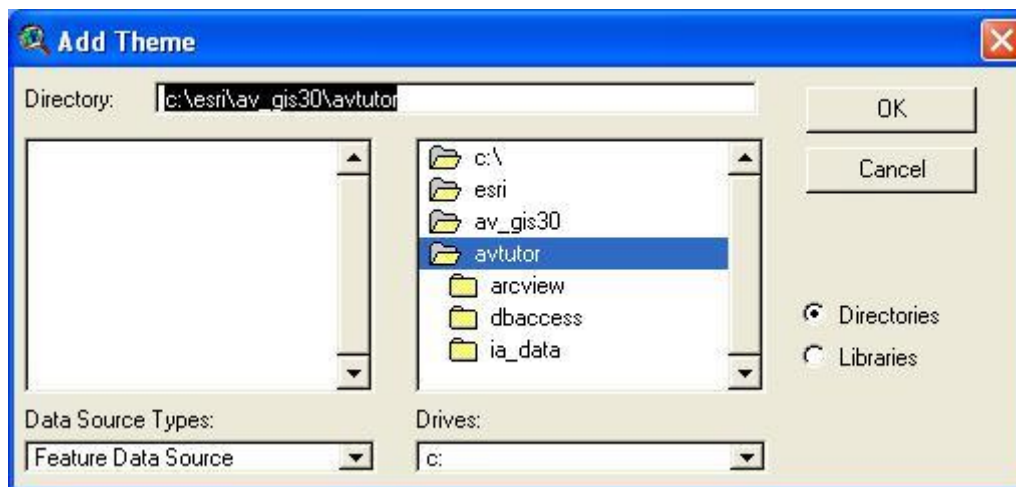 Add Theme
Directory: c:\esri\av_gis30\avtutor
OK
Cancel
c:\
esri
av_gis30
avtutor
arcview
dbaccess
ia_data
Directories
Libraries
Data Source Types:
Feature Data Source
Drives:
c: